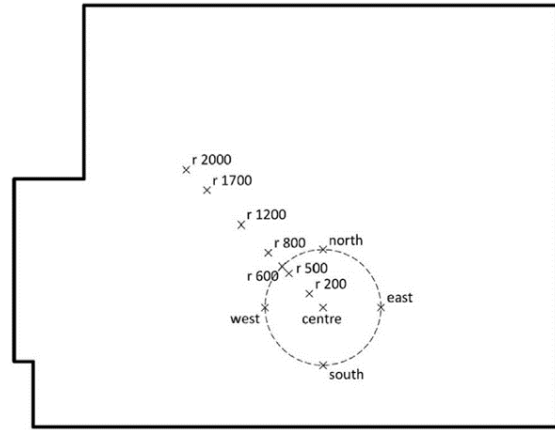 r 2000
r 1700
r 1200
r 800
north
r 600
r 500
r 200
east
west
centre
south